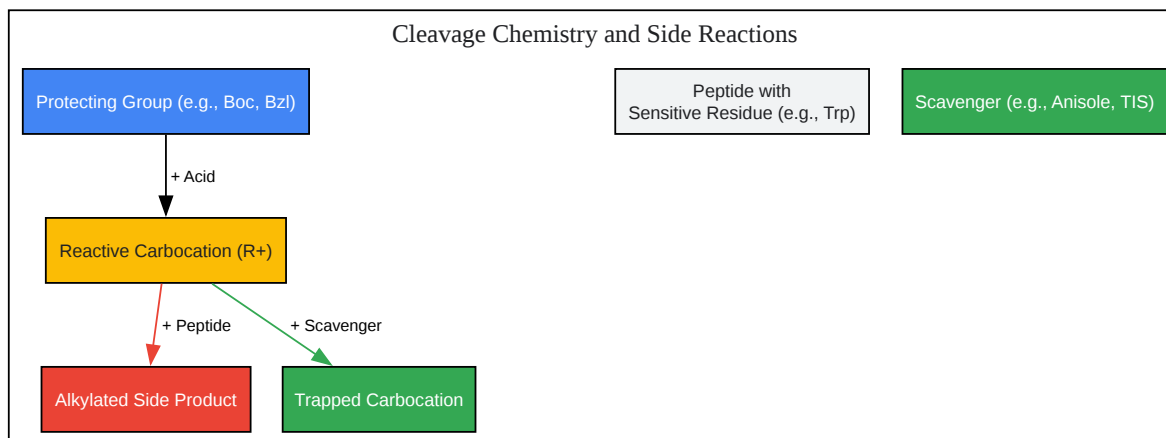 Cleavage Chemistry and Side Reactions
Protecting Group (e.g., Boc, Bzl)
Peptide with
Sensitive Residue (e.g., Trp)
Scavenger (e.g., Anisole, TIS)
+ Acid
Reactive Carbocation (R+)
+ Peptide
+ Scavenger
Alkylated Side Product
Trapped Carbocation